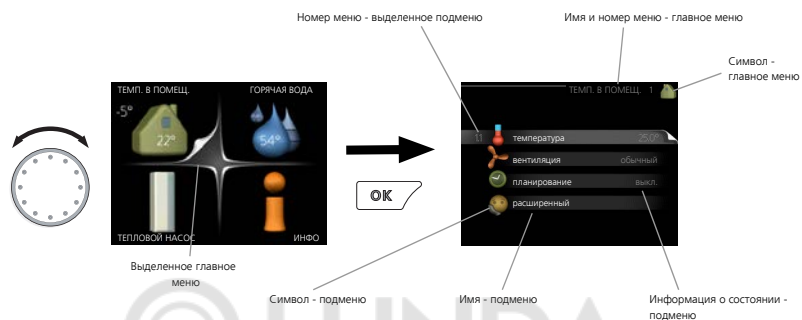 Номер меню - выделенное подменю
Имя и номер меню - главное меню
Символ -
главное меню
ТЕМП. В ПОМЕЩ.
ГОРЯЧАЯ ВОДА
-5°
22°
54°
ТЕПЛОВОЙ НАСОС
ИНФО
OK
ТЕМП. В ПОМЕЩ. 1
1.1 температура 25.0°
вентиляция обычный
планирование выкл.
расширенный
Выделенное главное
меню
Символ - подменю
Имя - подменю
Информация о состоянии -
подменю
LUNDA